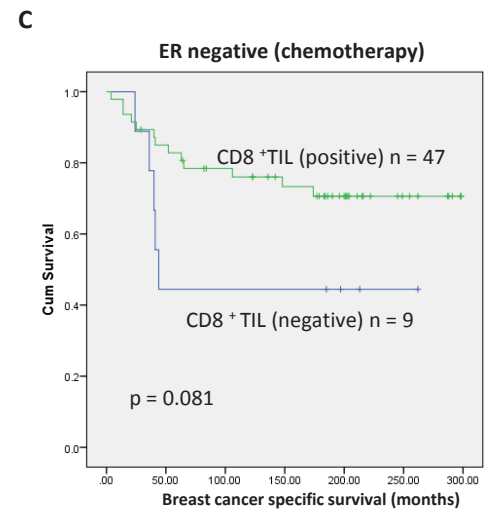 C
ER negative (chemotherapy)
1.0
CD8 +TIL (positive) n = 47
0.8
0.6
Cum Survival
0.4
CD8 + TIL (negative) n = 9
0.2
p = 0.081
0.0
.00 50.00 100.00 150.00 200.00 250.00 300.00
Breast cancer specific survival (months)